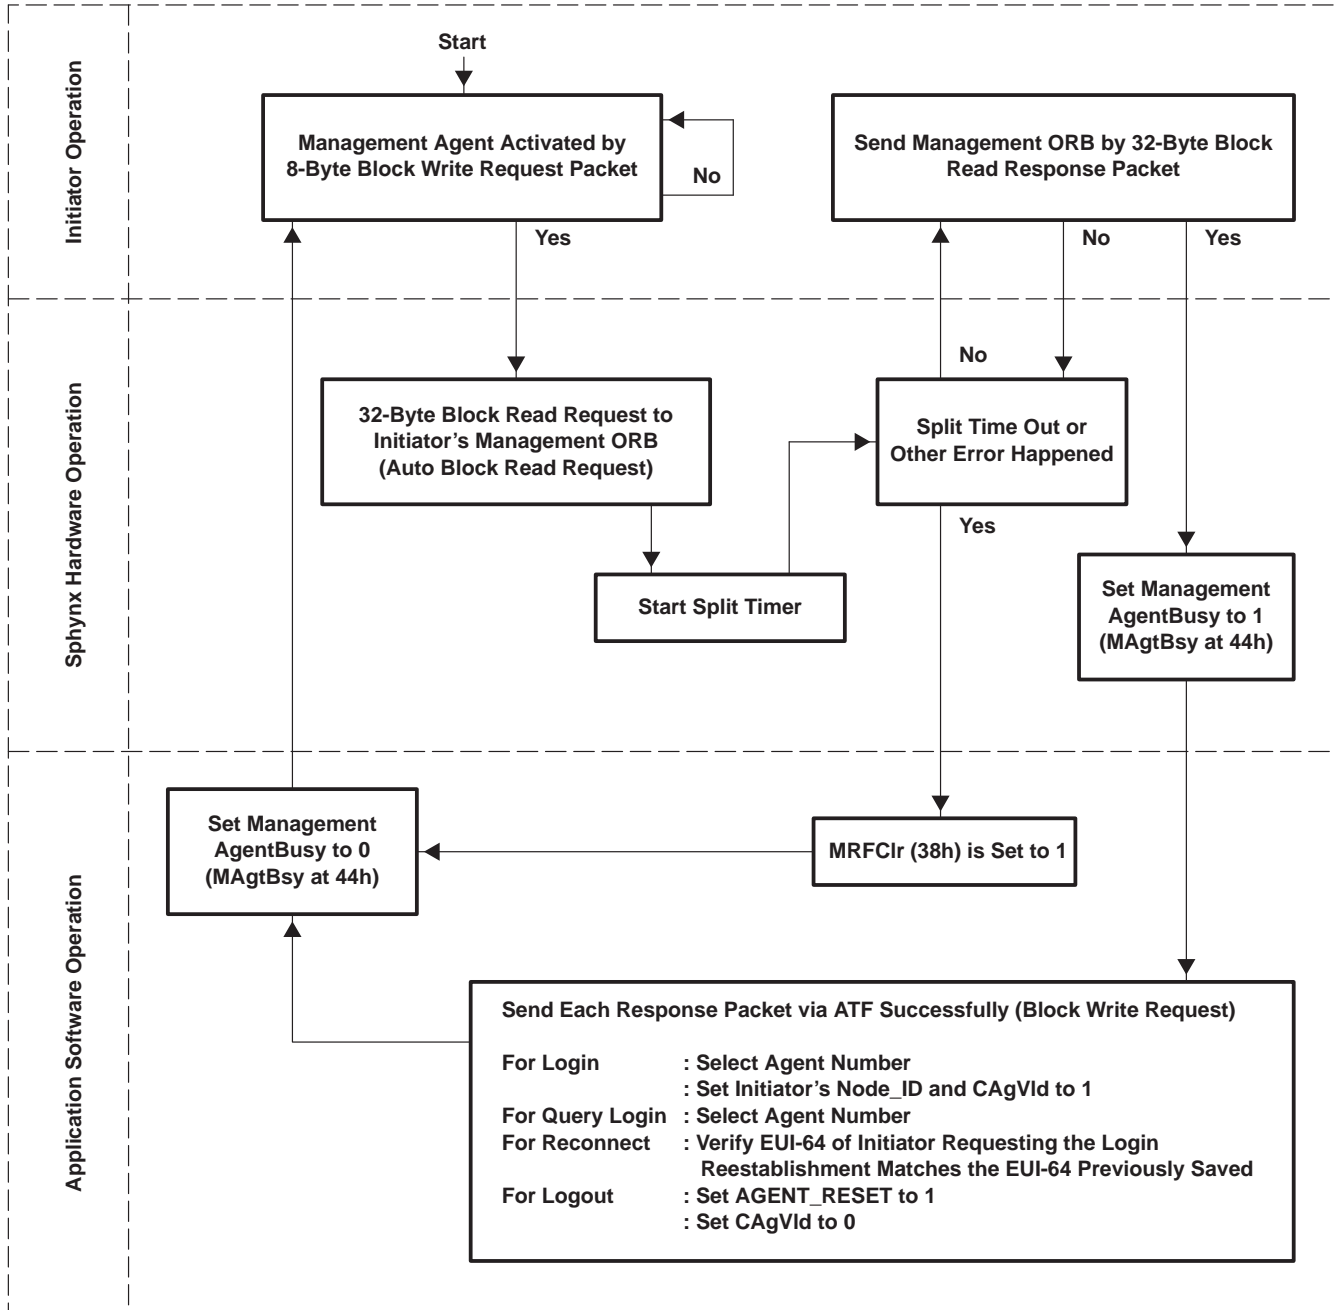 Initiator Operation
Start
Management Agent Activated by
8-Byte Block Write Request Packet
No
Yes
Send Management ORB by 32-Byte Block
Read Response Packet
No
Yes
Sphynx Hardware Operation
32-Byte Block Read Request to
Initiator's Management ORB
(Auto Block Read Request)
Start Split Timer
No
Split Time Out or
Other Error Happened
Yes
Set Management
AgentBusy to 1
(MAgtBsy at 44h)
Application Software Operation
Set Management
AgentBusy to 0
(MAgtBsy at 44h)
MRFClr (38h) is Set to 1
Send Each Response Packet via ATF Successfully (Block Write Request)
For Login : Select Agent Number
: Set Initiator's Node_ID and CAgVld to 1
For Query Login : Select Agent Number
For Reconnect : Verify EUI-64 of Initiator Requesting the Login
Reestablishment Matches the EUI-64 Previously Saved
For Logout : Set AGENT_RESET to 1
: Set CAgVld to 0